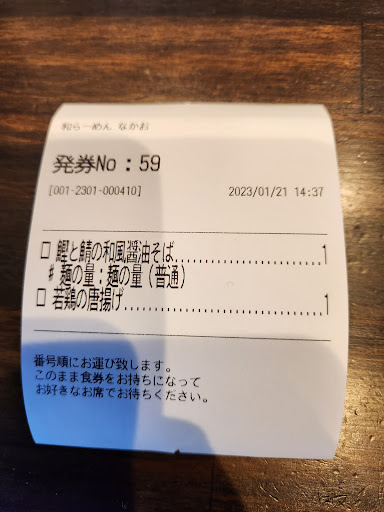 和らーめん なかお
発券No：59
[001-2301-000410] 2023/01/21 14:37
□ 鰹と鯖の和風醤油そば..........................1
♯ 麺の量：麺の量（普通）
□ 若鶏の唐揚げ..................................1
番号順にお運び致します。
このまま食券をお持ちになって
お好きなお席でお待ちください。